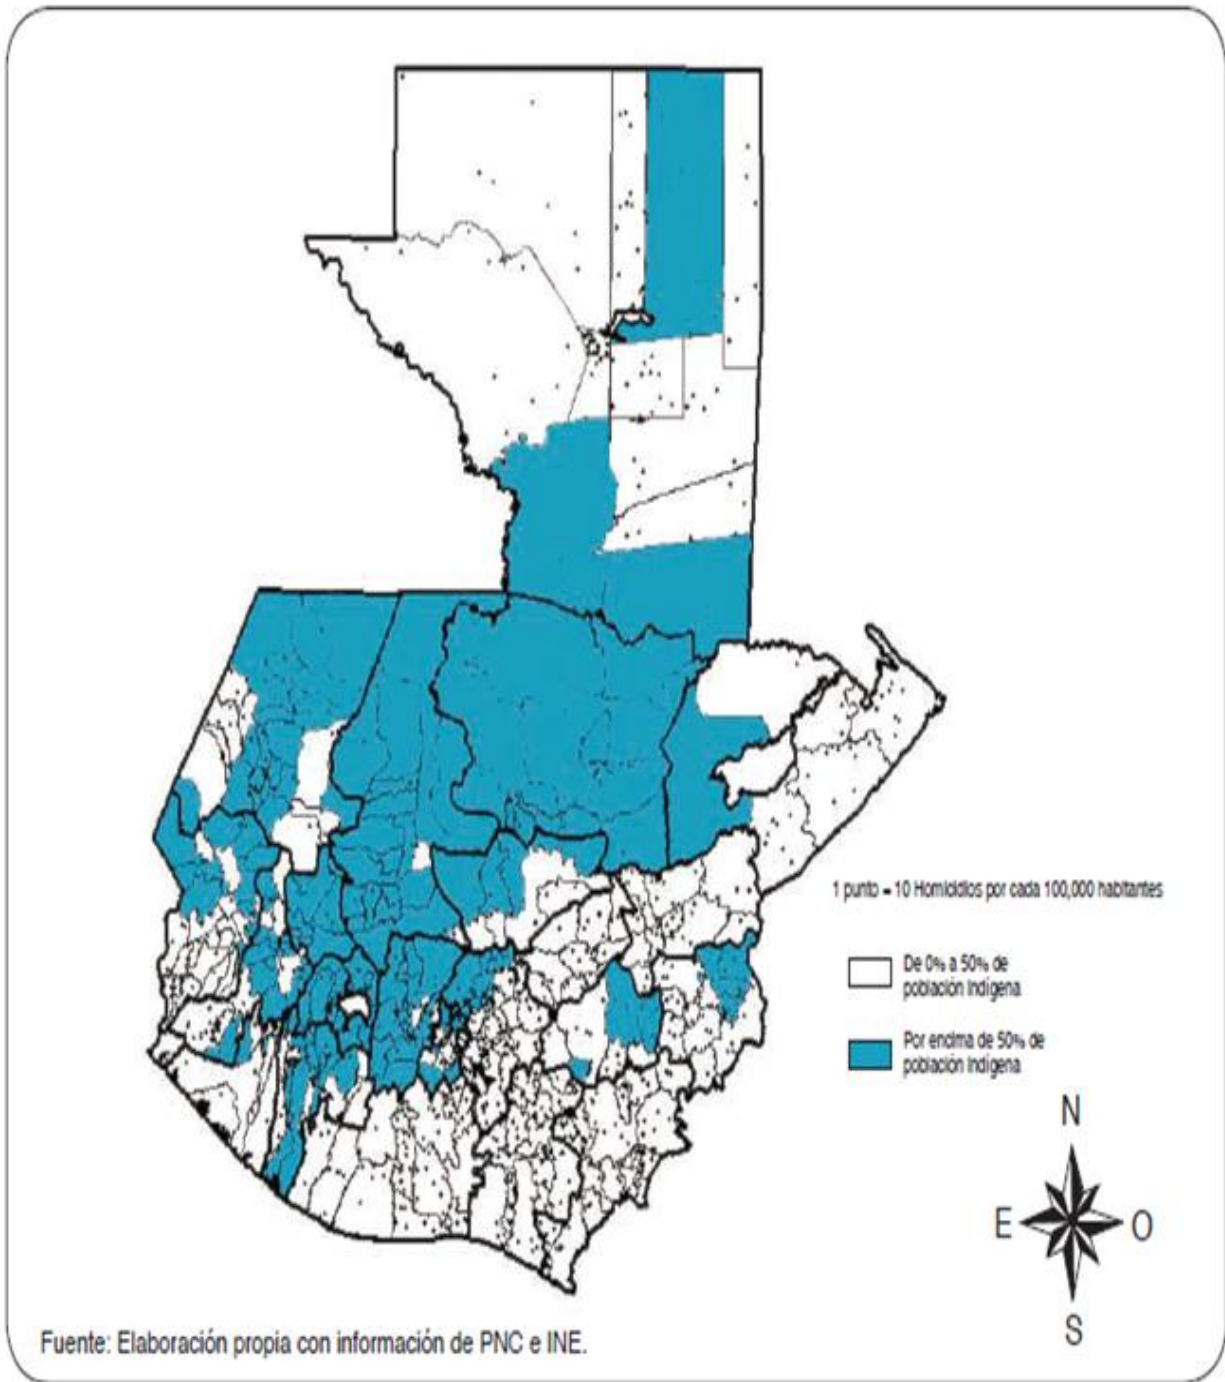 1 punto = 10 Homicidios por cada 100,000 habitantes
De 0% a 50% de
población Indígena
Por encima de 50% de
población Indígena
N
E O
S
Fuente: Elaboración propia con información de PNC e INE.